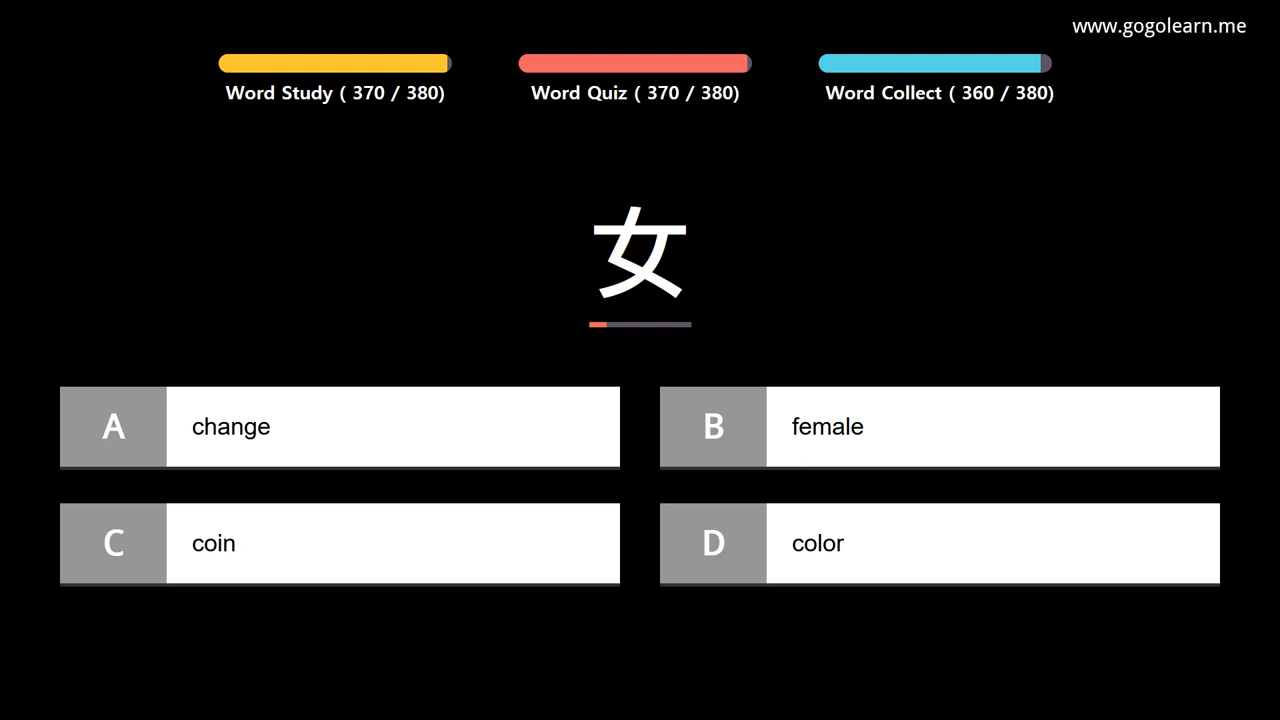 www.gogolearn.me
Word Study ( 370 / 380)
Word Quiz ( 370 / 380)
Word Collect ( 360 / 380)
女
A change
B female
C coin
D color